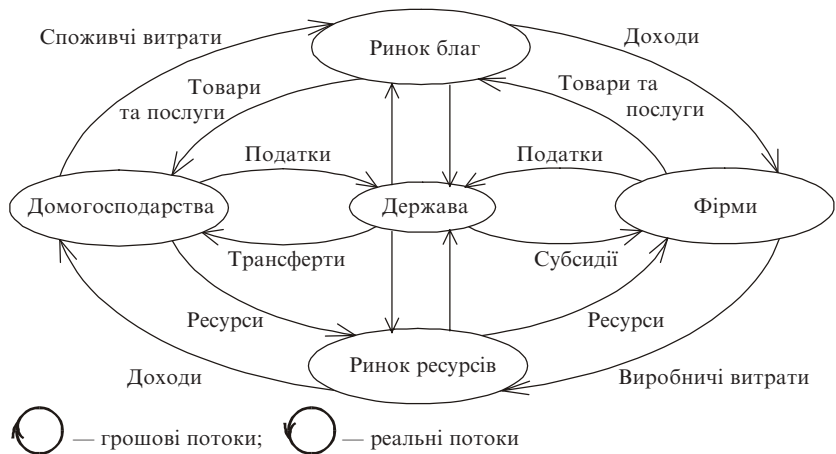 Споживчі витрати
Ринок благ
Доходи
Товари
та послуги
Товари та
послуги
Податки
Податки
Домогосподарства
Держава
Фірми
Трансферти
Субсидії
Ресурси
Ресурси
Ринок ресурсів
Доходи
Виробничі витрати
— грошові потоки;
— реальні потоки